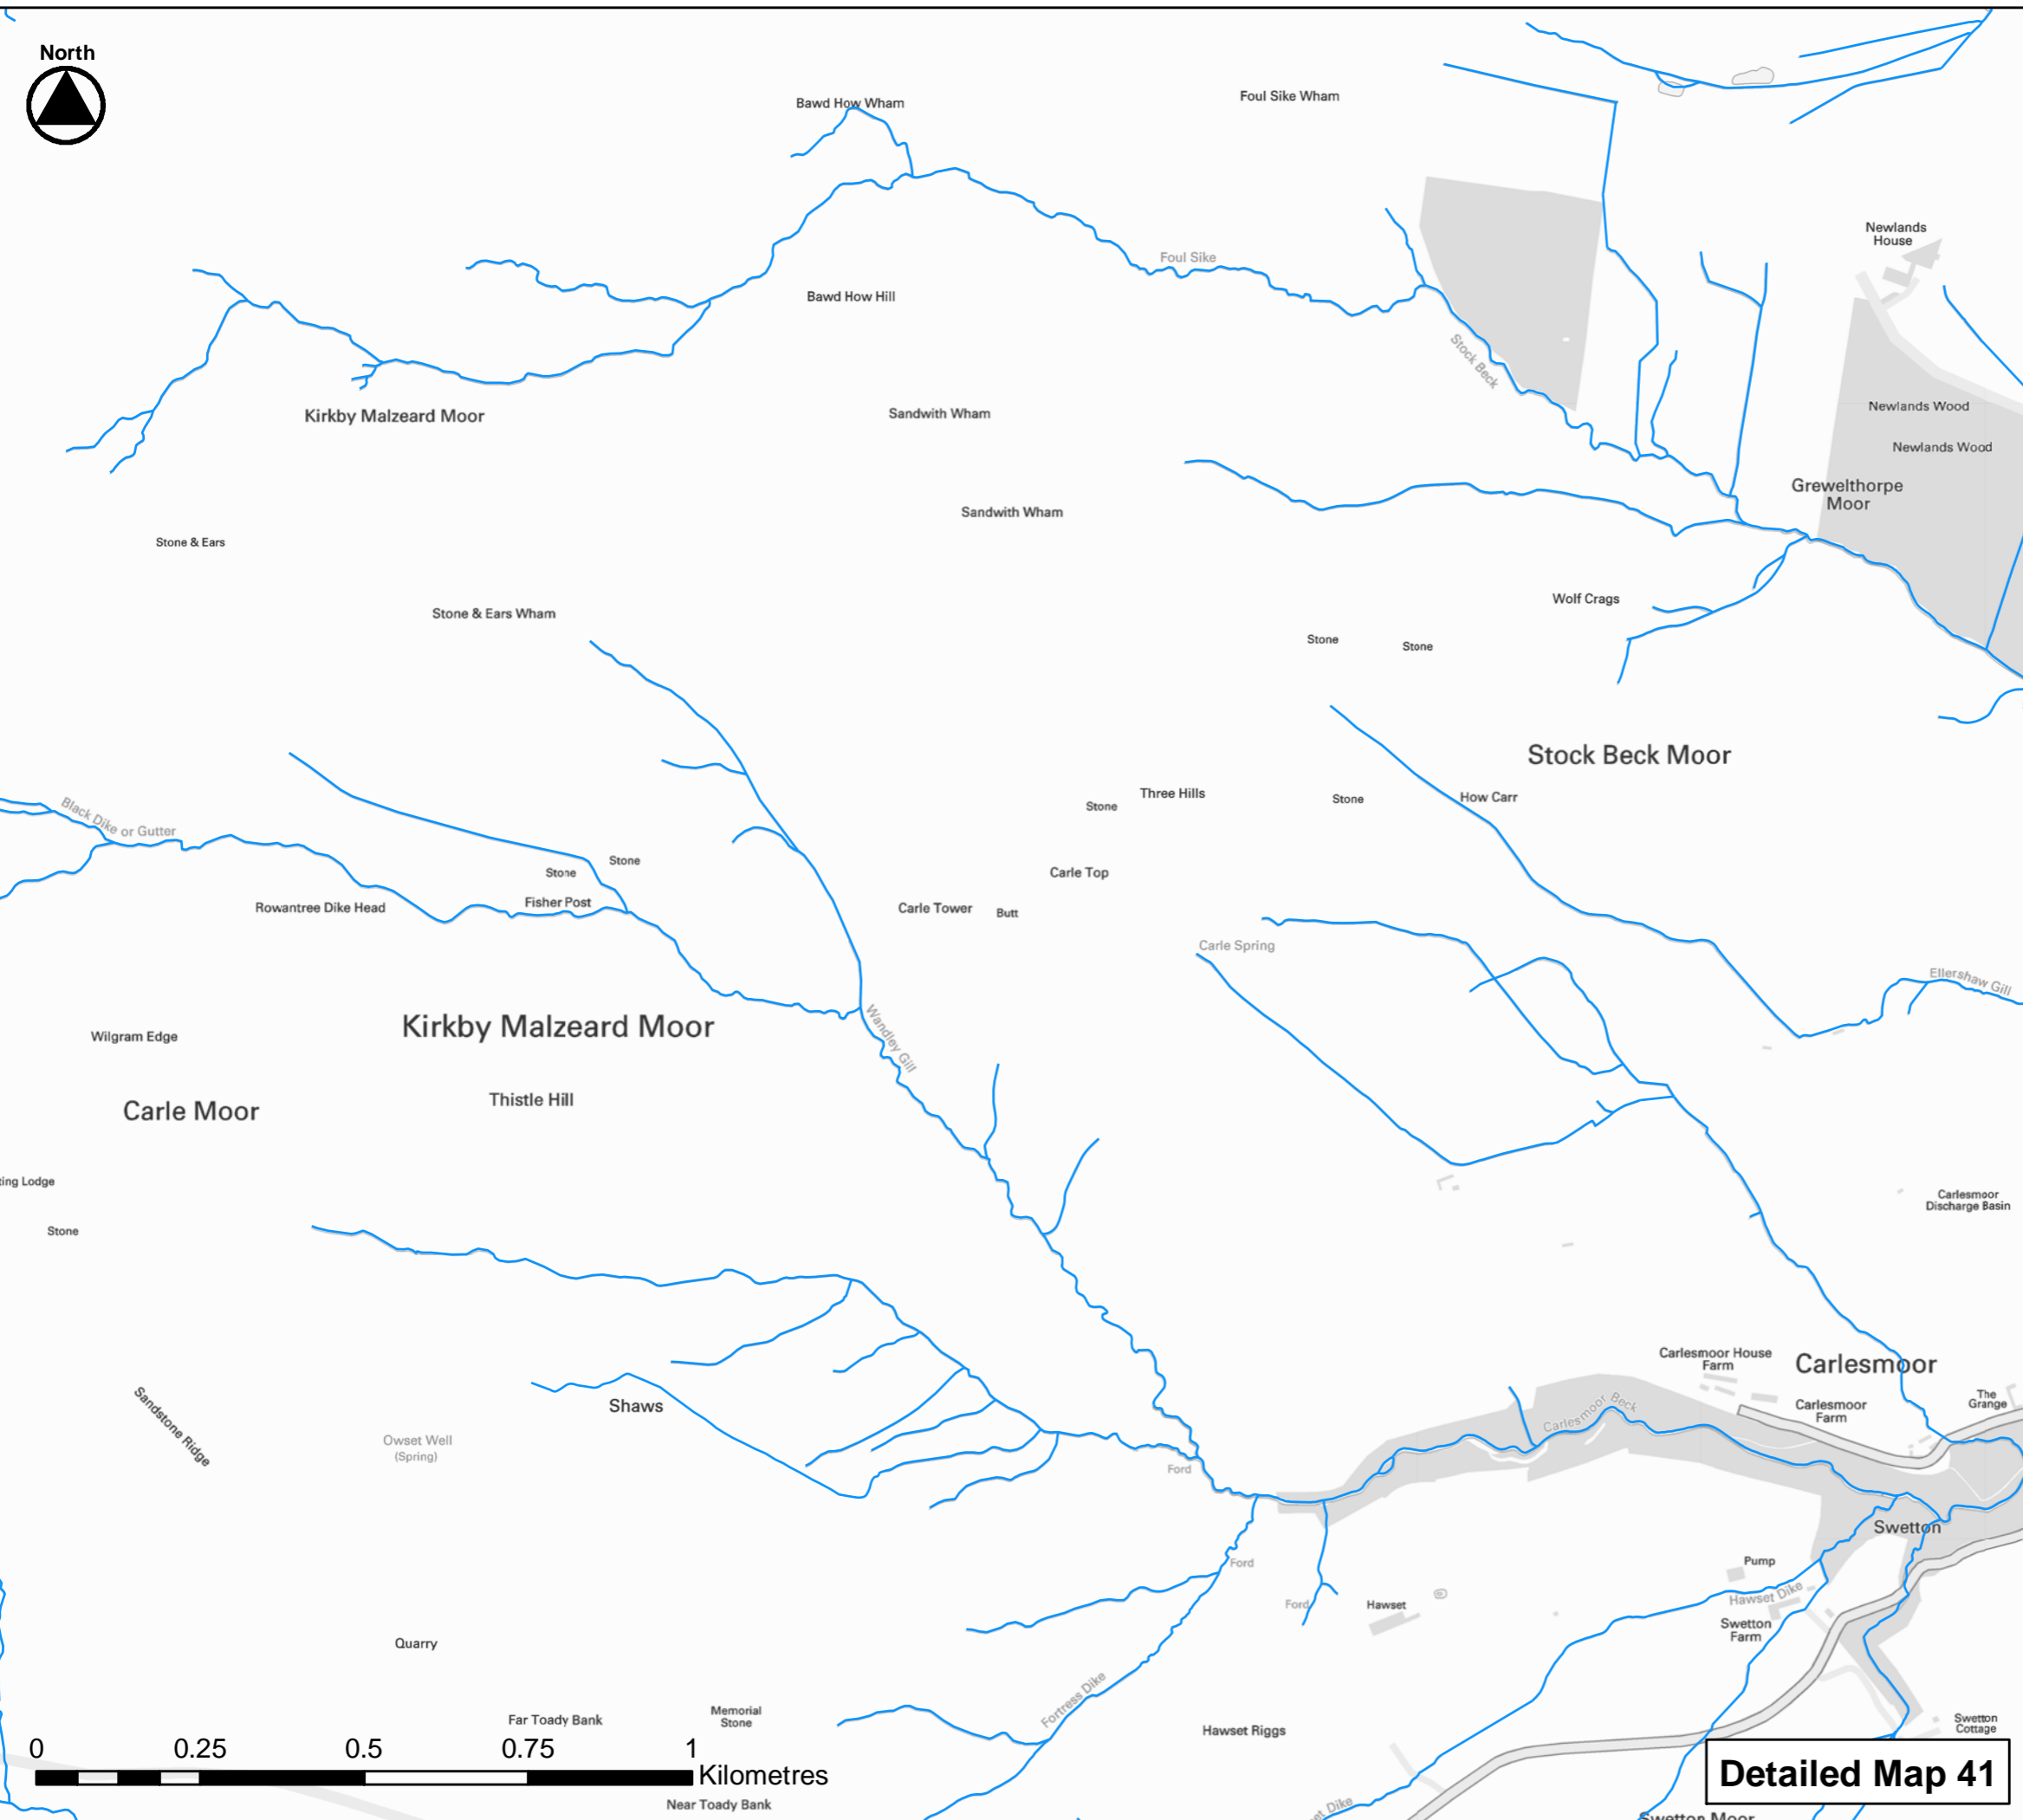 North
Bawd How Wham
Foul Sike Wham
Newlands
House
Foul Sike
Bawd How Hill
Stock Beck
Kirkby Malzeard Moor
Sandwith Wham
Newlands Wood
Newlands Wood
Grewelthorpe
Moor
Sandwith Wham
Stone & Ears
Wolf Crags
Stone & Ears Wham
Stone
Stone
Stock Beck Moor
Three Hills
Stone
Stone
How Carr
Black Dike or Gutter
Stone
Stone
Carle Top
Fisher Post
Rowantree Dike Head
Carle Tower
Butt
Carle Spring
Ellershaw Gill
Wandley Gill
Kirkby Malzeard Moor
Wilgram Edge
Thistle Hill
Carle Moor
ting Lodge
Stone
Carlesmoor
Discharge Basin
Carlesmoor House
Farm
Carlesmoor
The
Grange
Carlesmoor
Farm
Carlesmoor Beck
Sandstone Ridge
Shaws
Owset Well
(Spring)
Ford
Swetton
Ford
Pump
Hawset Dike
Ford
Hawset
Swetton
Farm
Quarry
Fortress Dike
Memorial
Stone
Far Toady Bank
Hawset Riggs
Swetton
Cottage
0 0.25 0.5 0.75 1
Kilometres
Detailed Map 41
Near Toady Bank
et Dike
Swetton Moor